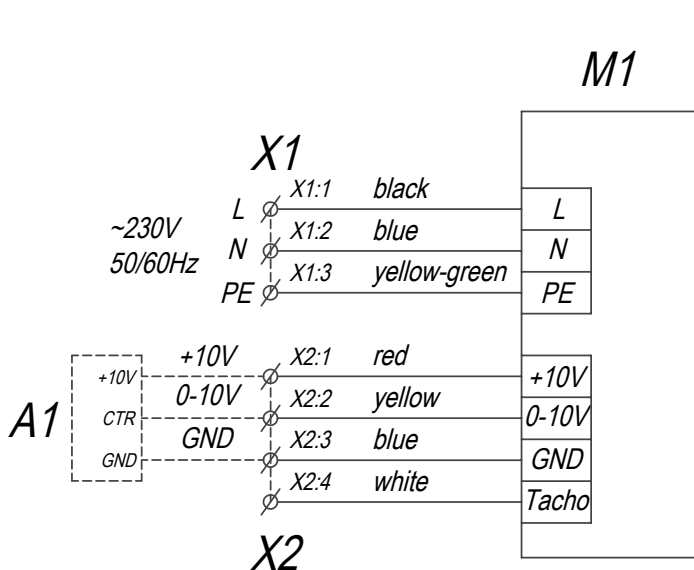 M1
X1
X1:1 black
L L
~230V X1:2 blue
N N
50/60Hz X1:3 yellow-green
PE PE
+10V X2:1 red
+10V +10V
0-10V X2:2 yellow
A1 CTR 0-10V
GND X2:3 blue
GND GND
X2:4 white
Tacho
X2